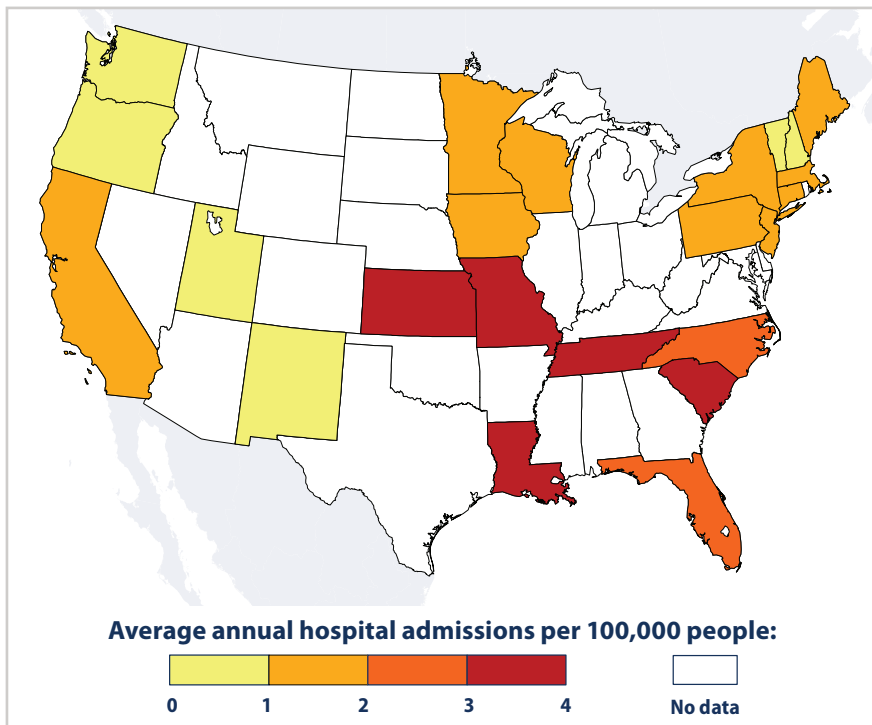 Average annual hospital admissions per 100,000 people:
0 1 2 3 4 No data